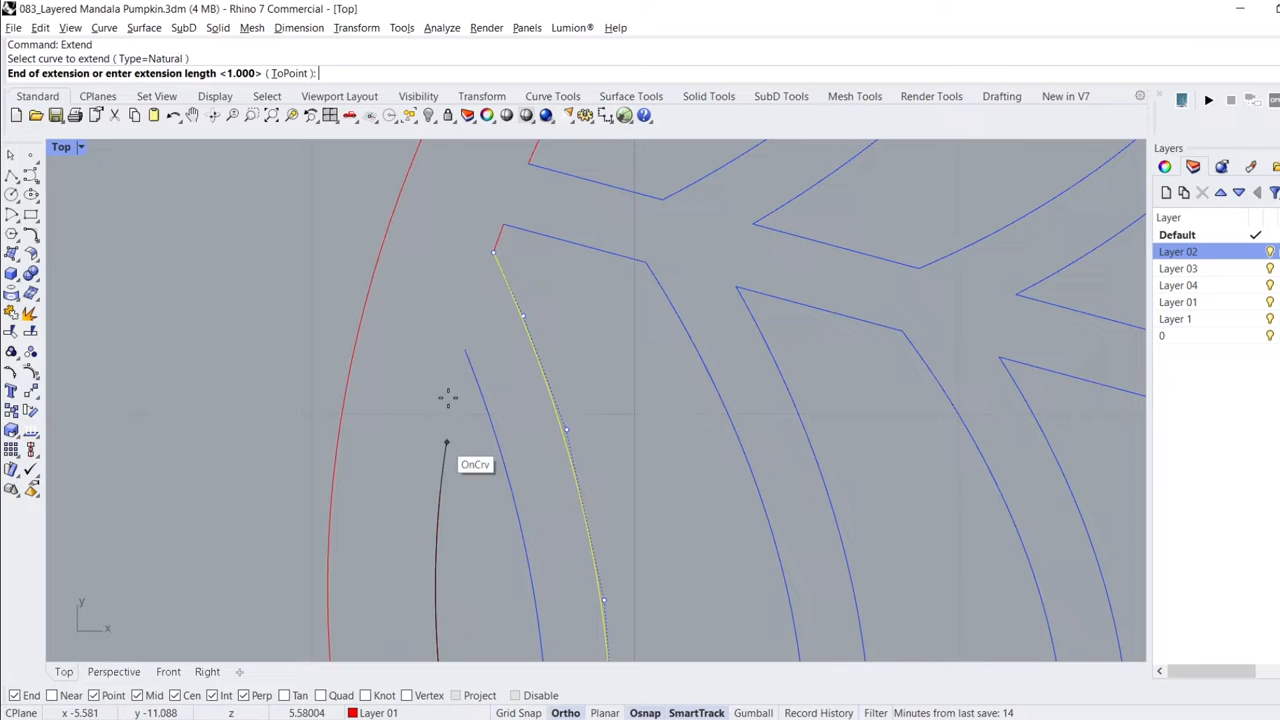 083_Layered Mandala Pumpkin.3dm (4 MB) - Rhino 7 Commercial - [Top]
File Edit View Curve Surface SubD Solid Mesh Dimension Transform Tools Analyze Render Panels Lumion® Help
Command: Extend
Select curve to extend ( Type=Natural )
End of extension or enter extension length <1.000> ( ToPoint ):
Standard CPlanes Set View Display Select Viewport Layout Visibility Transform Curve Tools Surface Tools Solid Tools SubD Tools Mesh Tools Render Tools Drafting New in V7
Top
Layers
Layer
Default
Layer 02
Layer 03
Layer 04
Layer 01
Layer 1
0
OnCrv
y
x
Top Perspective Front Right
End Near Point Mid Cen Int Perp Tan Quad Knot Vertex Project Disable
CPlane x -5.581 y -11.088 z 5.58004 Layer 01 Grid Snap Ortho Planar Osnap SmartTrack Gumball Record History Filter Minutes from last save: 14